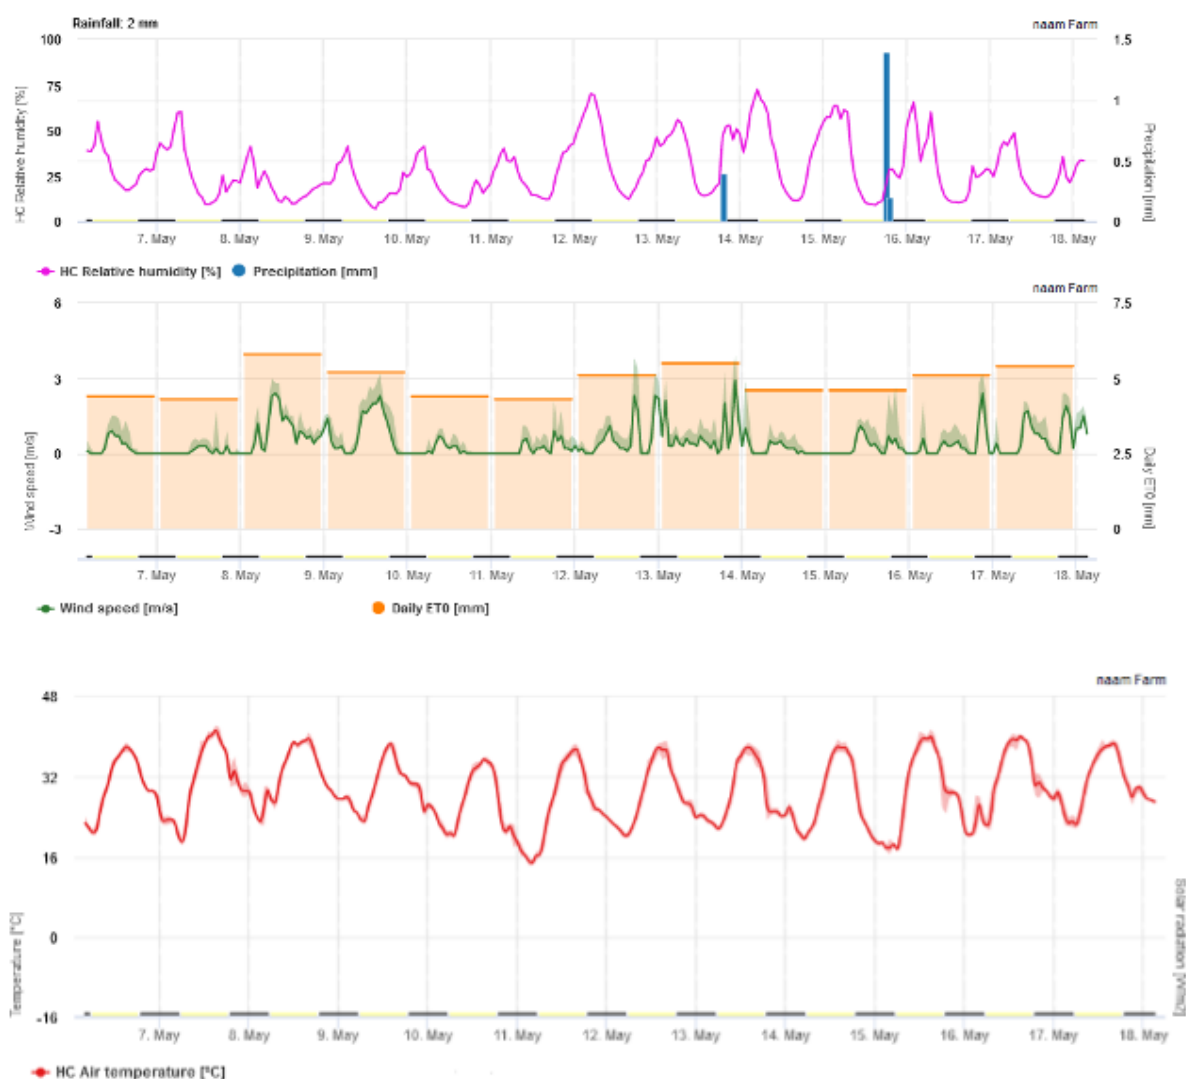 Rainfall: 2 mm
naam Farm
100
75
50
25
0
HC Relative humidity [%]
1.5
1
0.5
0
Precipitation [mm]
7. May 8. May 9. May 10. May 11. May 12. May 13. May 14. May 15. May 16. May 17. May 18. May
HC Relative humidity [%] Precipitation [mm]
naam Farm
6
3
0
-3
Wind speed [m/s]
7.5
5
2.5
0
Daily ET0 [mm]
7. May 8. May 9. May 10. May 11. May 12. May 13. May 14. May 15. May 16. May 17. May 18. May
Wind speed [m/s] Daily ET0 [mm]
naam Farm
48
32
16
0
-16
Temperature [°C]
Solar radiation [W/m2]
7. May 8. May 9. May 10. May 11. May 12. May 13. May 14. May 15. May 16. May 17. May 18. May
HC Air temperature [°C]